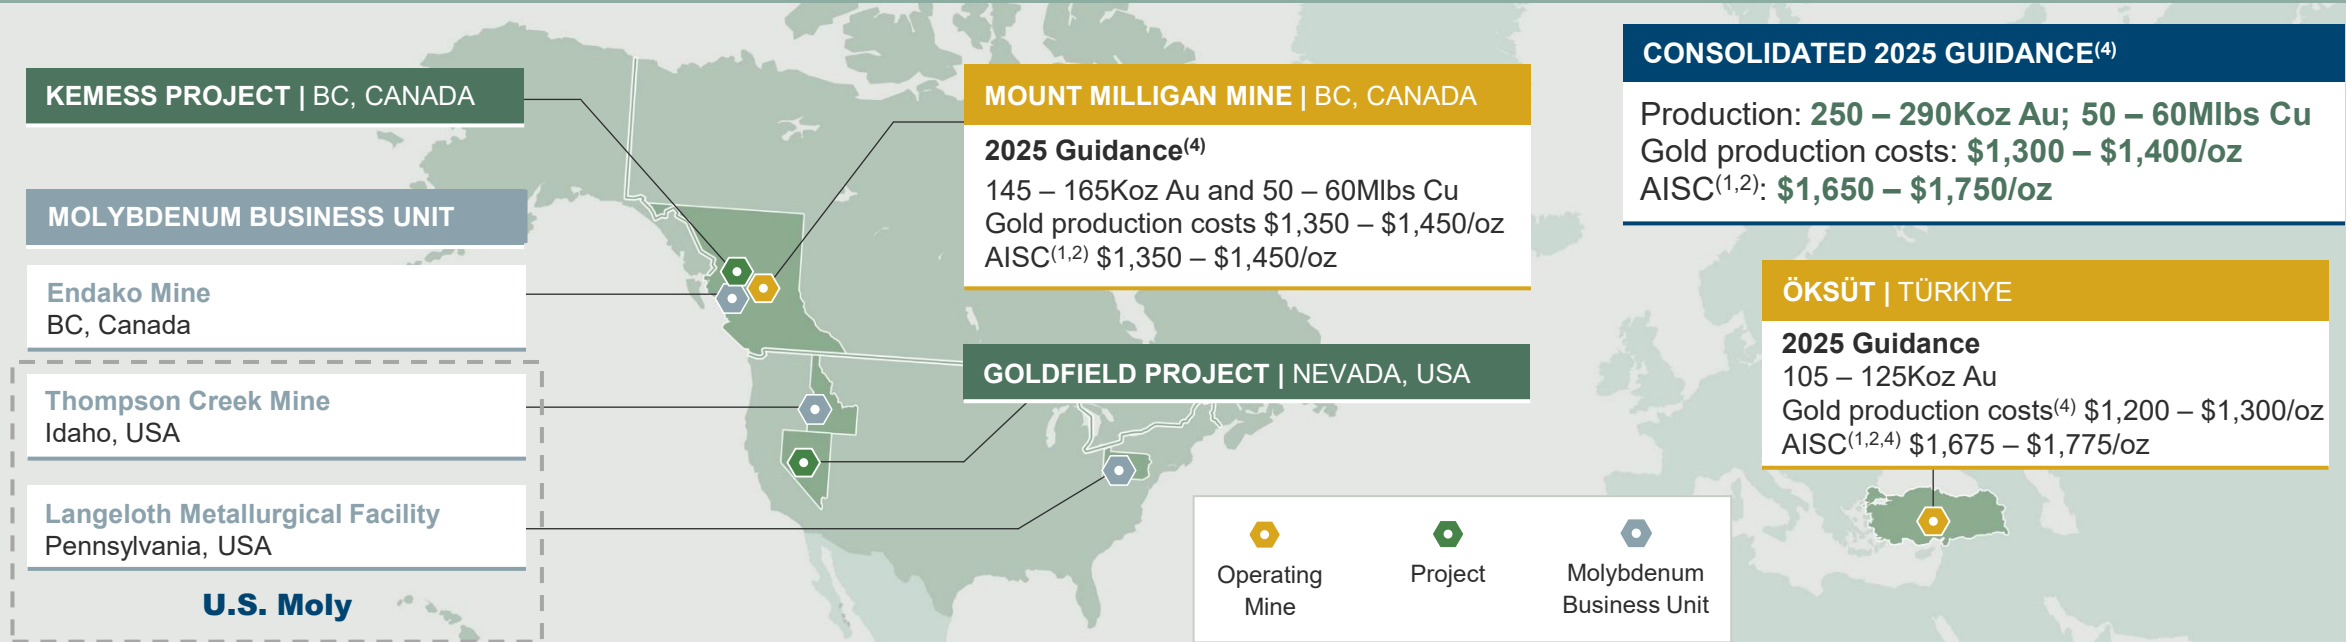 KEMESS PROJECT | BC, CANADA
MOLYBDENUM BUSINESS UNIT
Endako Mine
BC, Canada
Thompson Creek Mine
Idaho, USA
Langeloth Metallurgical Facility
Pennsylvania, USA
U.S. Moly
MOUNT MILLIGAN MINE | BC, CANADA
2025 Guidance(4)
145 – 165Koz Au and 50 – 60Mlbs Cu
Gold production costs $1,350 – $1,450/oz
AISC(1,2) $1,350 – $1,450/oz
GOLDFIELD PROJECT | NEVADA, USA
CONSOLIDATED 2025 GUIDANCE(4)
Production: 250 – 290Koz Au; 50 – 60Mlbs Cu
Gold production costs: $1,300 – $1,400/oz
AISC(1,2): $1,650 – $1,750/oz
ÖKSÜT | TÜRKIYE
2025 Guidance
105 – 125Koz Au
Gold production costs(4) $1,200 – $1,300/oz
AISC(1,2,4) $1,675 – $1,775/oz
Operating
Mine
Project
Molybdenum
Business Unit